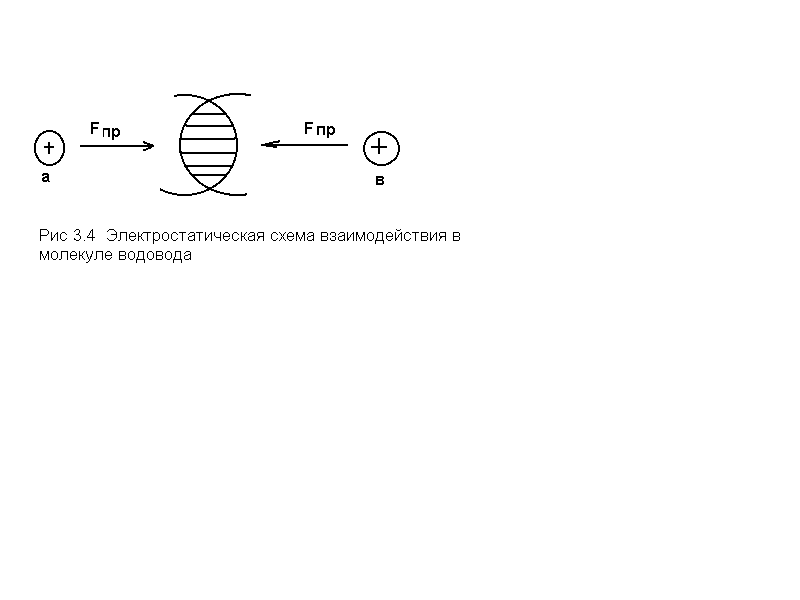 Fпр Fпр
+ +
а в
Рис 3.4 Электростатическая схема взаимодействия в
молекуле водовода